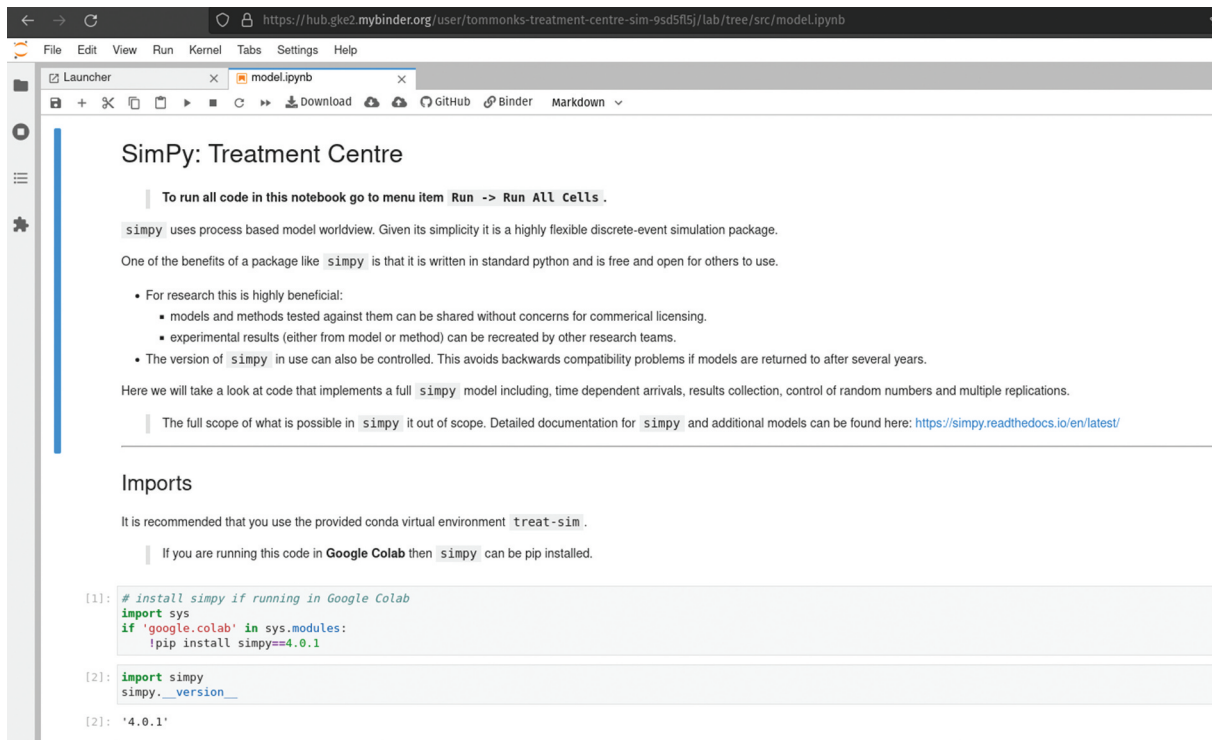 https://hub.gke2.mybinder.org/user/tommonks-treatment-centre-sim-9sd5fl5j/lab/tree/src/model.ipynb
File Edit View Run Kernel Tabs Settings Help
Launcher model.ipynb
Download GitHub Binder Markdown
SimPy: Treatment Centre
To run all code in this notebook go to menu item Run -> Run All Cells .
simpy uses process based model worldview. Given its simplicity it is a highly flexible discrete-event simulation package.
One of the benefits of a package like simpy is that it is written in standard python and is free and open for others to use.
• For research this is highly beneficial:
▪ models and methods tested against them can be shared without concerns for commerical licensing.
▪ experimental results (either from model or method) can be recreated by other research teams.
• The version of simpy in use can also be controlled. This avoids backwards compatibility problems if models are returned to after several years.
Here we will take a look at code that implements a full simpy model including, time dependent arrivals, results collection, control of random numbers and multiple replications.
The full scope of what is possible in simpy it out of scope. Detailed documentation for simpy and additional models can be found here: https://simpy.readthedocs.io/en/latest/
Imports
It is recommended that you use the provided conda virtual environment treat-sim .
If you are running this code in Google Colab then simpy can be pip installed.
[1]: # install simpy if running in Google Colab
import sys
if 'google.colab' in sys.modules:
!pip install simpy==4.0.1
[2]: import simpy
simpy.__version__
[2]: '4.0.1'